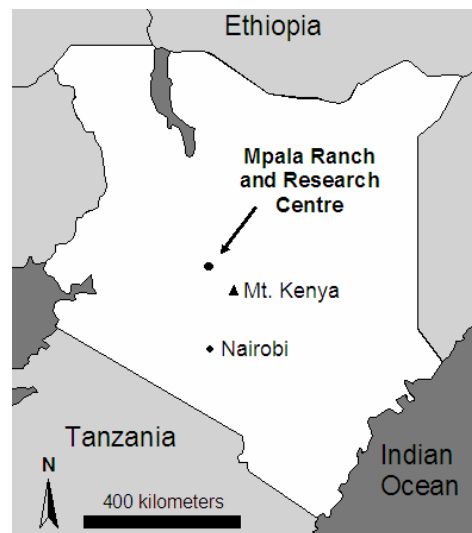 Ethiopia
Mpala Ranch
and Research
Centre
Mt. Kenya
Nairobi
Tanzania
Indian
Ocean
N
400 kilometers